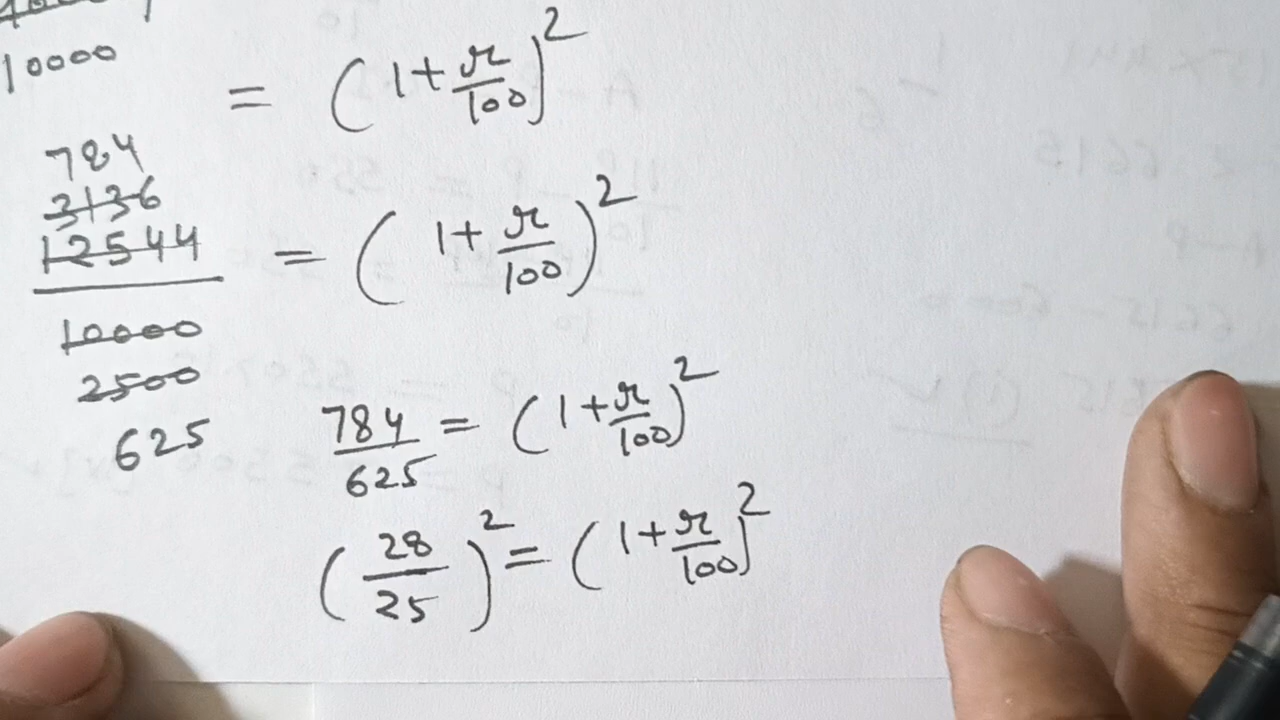 10000
= (1+r/100)^2
784
3136
12544 = (1+r/100)^2
10000
2500
625
784/625 = (1+r/100)^2
(28/25)^2 = (1+r/100)^2